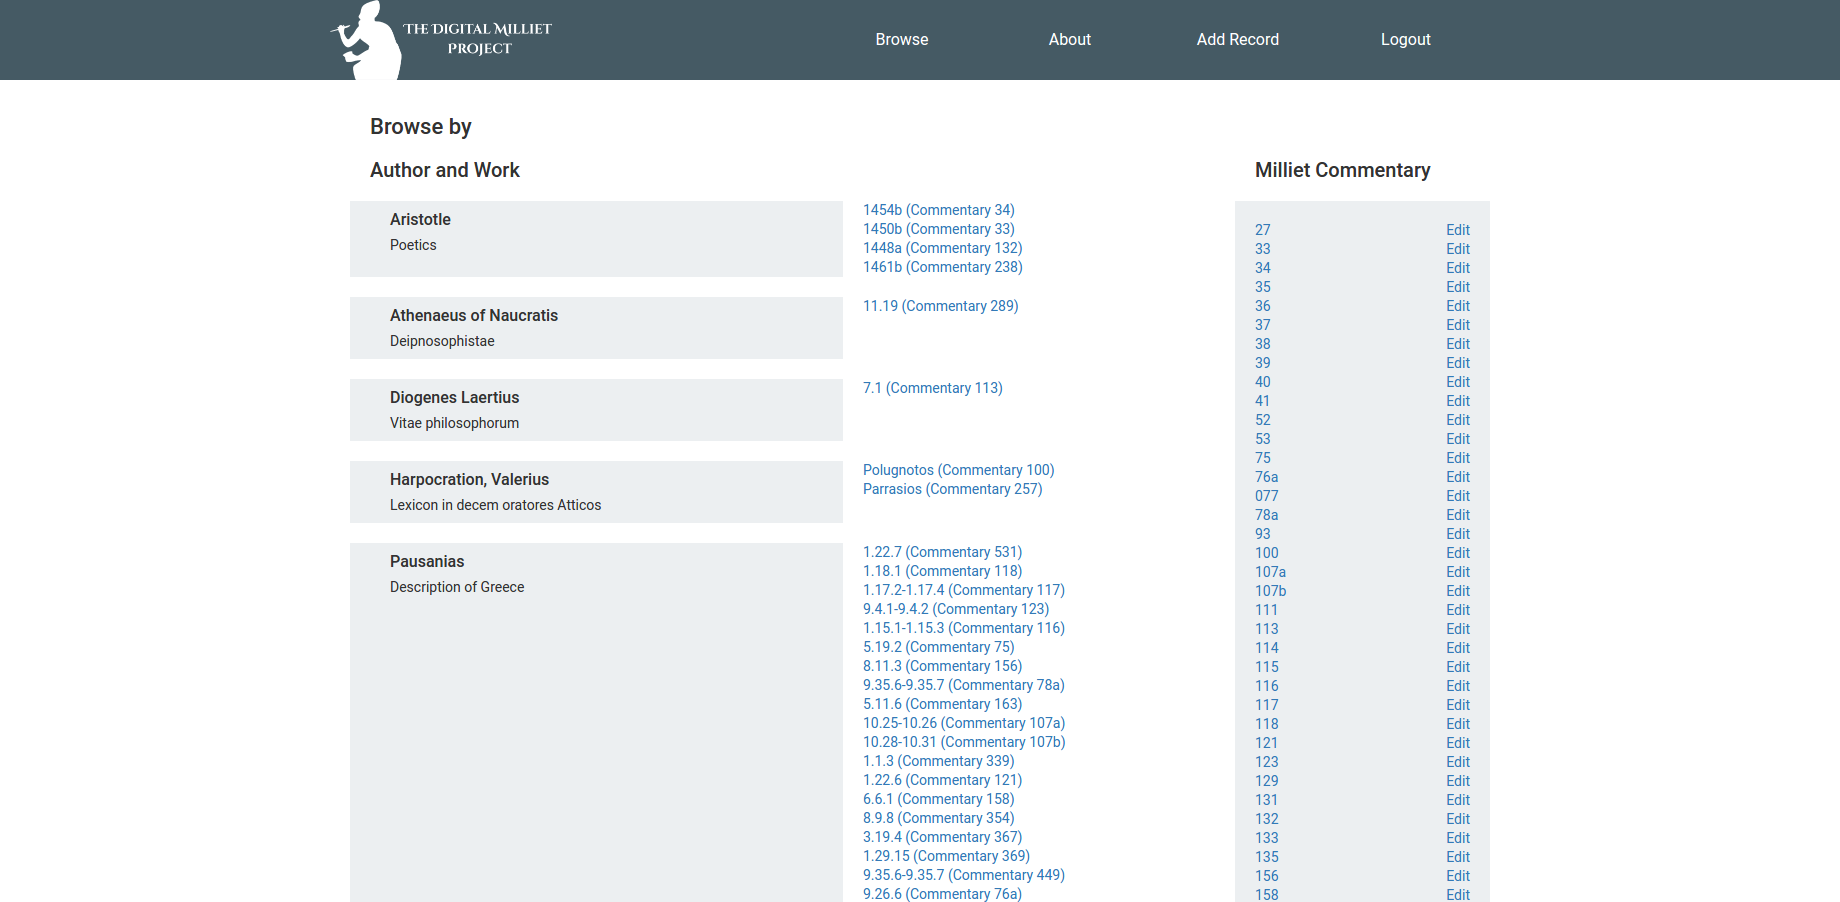 THE DIGITAL MILLIET
PROJECT
Browse
About
Add Record
Logout
Browse by
Author and Work
Aristotle
Poetics
1454b (Commentary 34)
1450b (Commentary 33)
1448a (Commentary 132)
1461b (Commentary 238)
Athenaeus of Naucratis
Deipnosophistae
11.19 (Commentary 289)
Diogenes Laertius
Vitae philosophorum
7.1 (Commentary 113)
Harpocration, Valerius
Lexicon in decem oratores Atticos
Polugnotos (Commentary 100)
Parrasios (Commentary 257)
Pausanias
Description of Greece
1.22.7 (Commentary 531)
1.18.1 (Commentary 118)
1.17.2-1.17.4 (Commentary 117)
9.4.1-9.4.2 (Commentary 123)
1.15.1-1.15.3 (Commentary 116)
5.19.2 (Commentary 75)
8.11.3 (Commentary 156)
9.35.6-9.35.7 (Commentary 78a)
5.11.6 (Commentary 163)
10.25-10.26 (Commentary 107a)
10.28-10.31 (Commentary 107b)
1.1.3 (Commentary 339)
1.22.6 (Commentary 121)
6.6.1 (Commentary 158)
8.9.8 (Commentary 354)
3.19.4 (Commentary 367)
1.29.15 (Commentary 369)
9.35.6-9.35.7 (Commentary 449)
9.26.6 (Commentary 76a)
Milliet Commentary
27 Edit
33 Edit
34 Edit
35 Edit
36 Edit
37 Edit
38 Edit
39 Edit
40 Edit
41 Edit
52 Edit
53 Edit
75 Edit
76a Edit
077 Edit
78a Edit
93 Edit
100 Edit
107a Edit
107b Edit
111 Edit
113 Edit
114 Edit
115 Edit
116 Edit
117 Edit
118 Edit
121 Edit
123 Edit
129 Edit
131 Edit
132 Edit
133 Edit
135 Edit
156 Edit
158 Edit